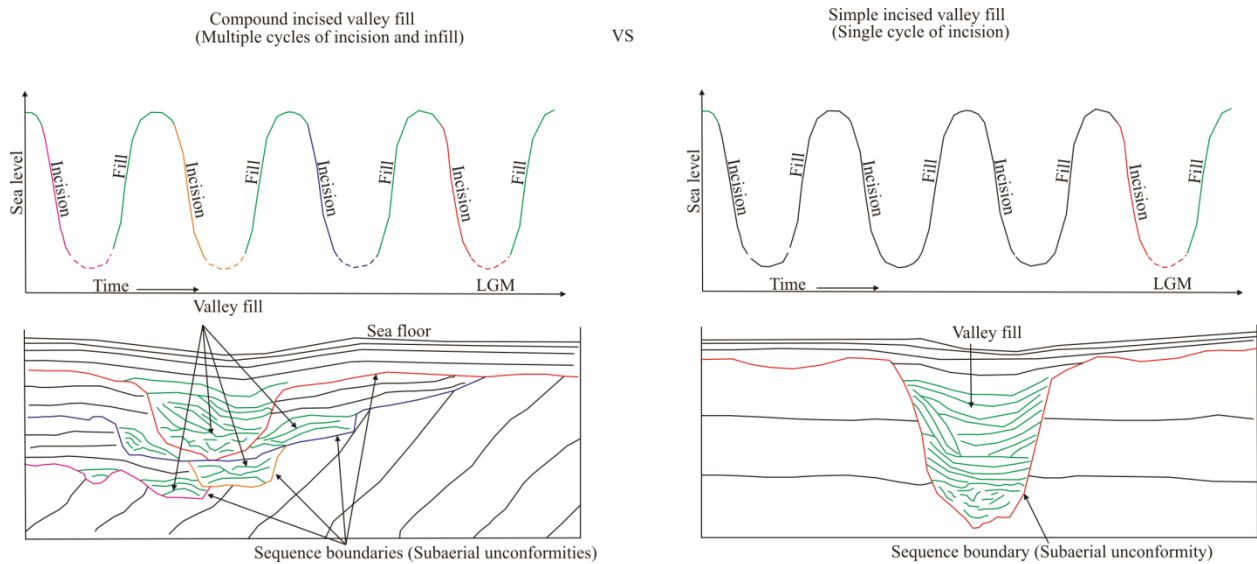 Compound incised valley fill
(Multiple cycles of incision and infill)
VS
Simple incised valley fill
(Single cycle of incision)
Sea level
Incision
Fill
Incision
Fill
Incision
Fill
Incision
Fill
Time
LGM
Sea level
Incision
Fill
Incision
Fill
Incision
Fill
Incision
Fill
Time
LGM
Valley fill
Sea floor
Sequence boundaries (Subaerial unconformities)
Valley fill
Sequence boundary (Subaerial unconformity)